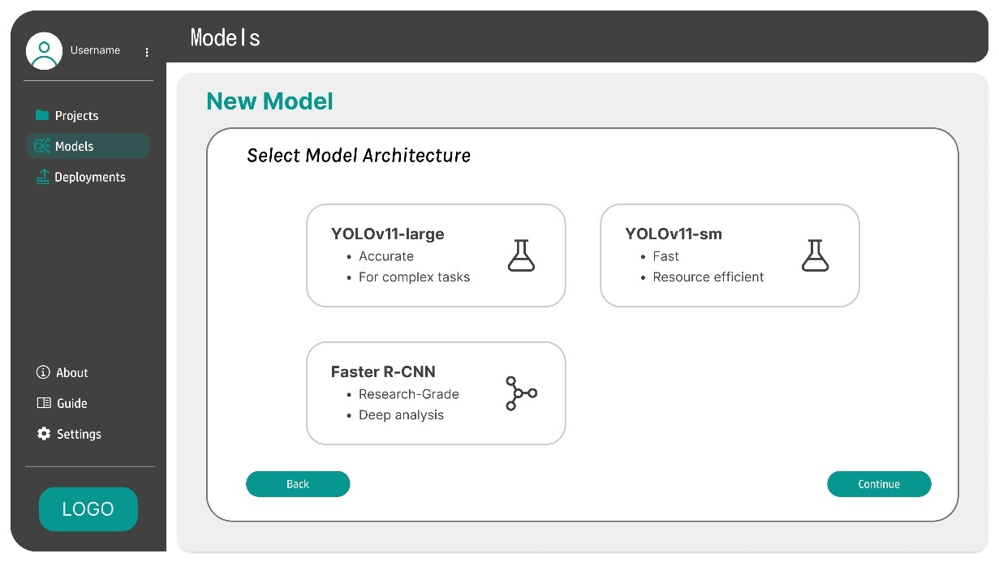 Username
Models
Projects
Models
Deployments
About
Guide
Settings
LOGO
New Model
Select Model Architecture
YOLOv11-large
• Accurate
• For complex tasks
YOLOv11-sm
• Fast
• Resource efficient
Faster R-CNN
• Research-Grade
• Deep analysis
Back
Continue